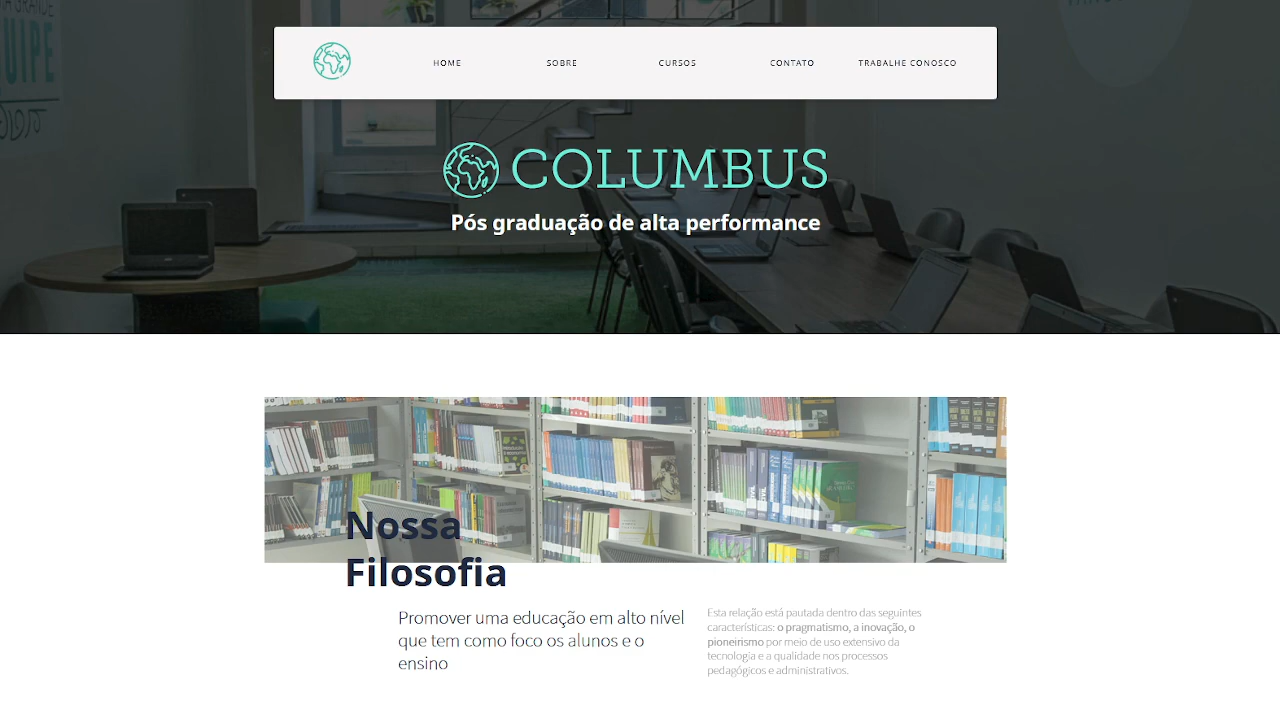 HOME SOBRE CURSOS CONTATO TRABALHE CONOSCO
COLUMBUS
Pós graduação de alta performance
Nossa
Filosofia
Promover uma educação em alto nível
que tem como foco os alunos e o
ensino
Esta relação está pautada dentro das seguintes
características: o pragmatismo, a inovação, o
pioneirismo por meio de uso extensivo da
tecnologia e a qualidade nos processos
pedagógicos e administrativos.